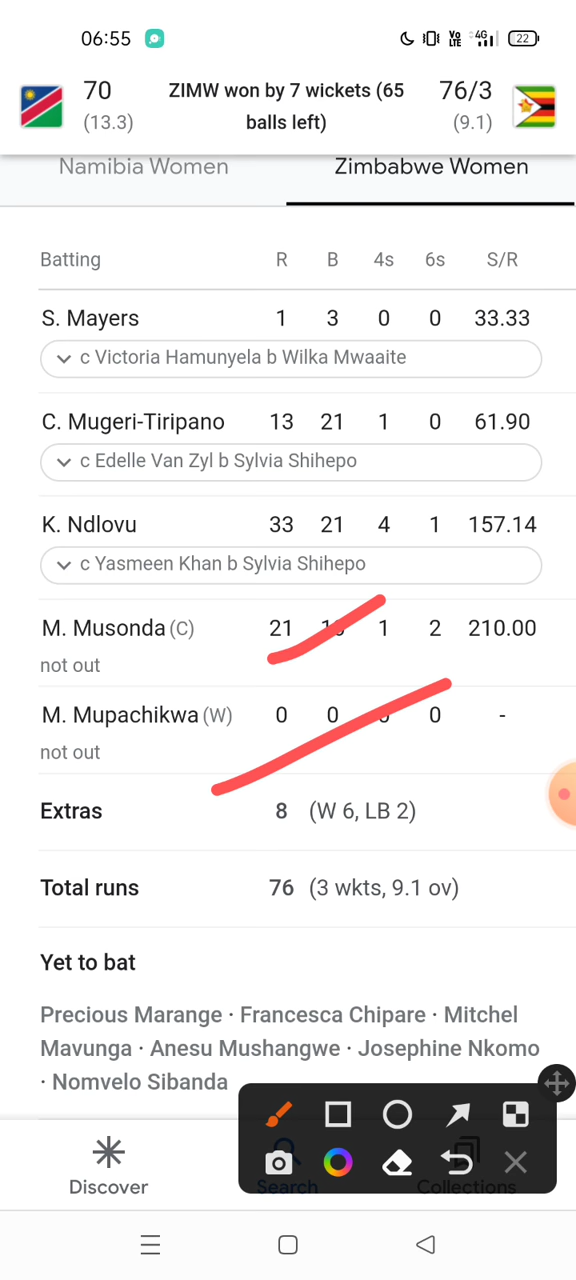 06:55 VO LTE 4G 22
70 ZIMW won by 7 wickets (65 76/3
(13.3) balls left) (9.1)
Namibia Women Zimbabwe Women
Batting R B 4s 6s S/R
S. Mayers 1 3 0 0 33.33
c Victoria Hamunyela b Wilka Mwaaite
C. Mugeri-Tiripano 13 21 1 0 61.90
c Edelle Van Zyl b Sylvia Shihepo
K. Ndlovu 33 21 4 1 157.14
c Yasmeen Khan b Sylvia Shihepo
M. Musonda (C) 21 1 2 210.00
not out
M. Mupachikwa (W) 0 0 0 -
not out
Extras 8 (W 6, LB 2)
Total runs 76 (3 wkts, 9.1 ov)
Yet to bat
Precious Marange · Francesca Chipare · Mitchel
Mavunga · Anesu Mushangwe · Josephine Nkomo
· Nomvelo Sibanda
Discover Search Collections